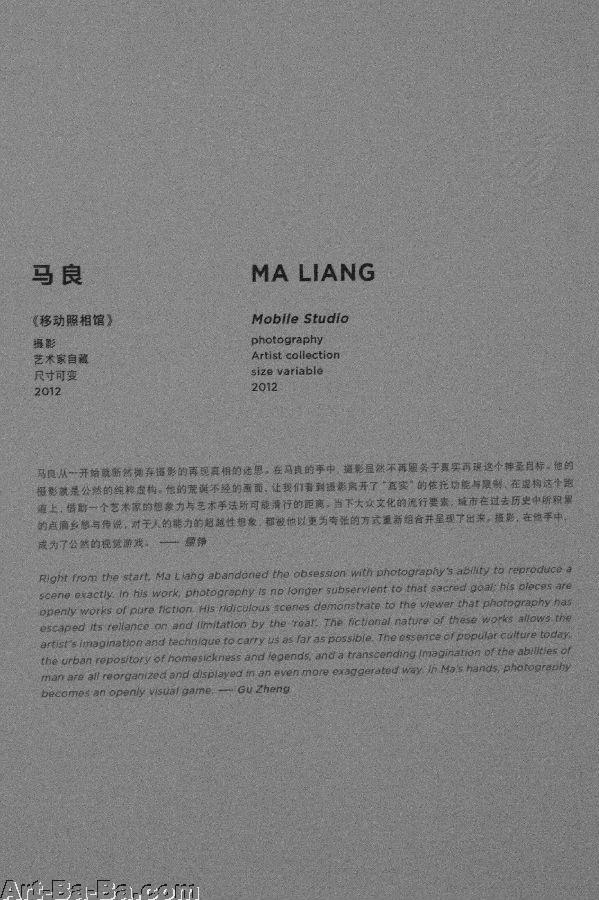 马良
MA LIANG
《移动照相馆》
摄影
艺术家自藏
尺寸可变
2012
Mobile Studio
photography
Artist collection
size variable
2012
马良从一开始就断然抛弃摄影的再现真相的迷思。在马良的手中，摄影显然不再服务于真实再现这个神圣目标。他的
摄影就是公然的纯粹虚构。他的荒诞不经的画面，让我们看到摄影离开了“真实”的依托功能与限制，在虚构这个跑
道上，借助一个艺术家的想象力与艺术手法所可能滑行的距离。当下大众文化的流行要素，城市在过去历史中所积累
的点滴乡愁与传说，对于人的能力的超越性想象，都被他以更为夸张的方式重新组合并呈现了出来。摄影，在他手中，
成为了公然的视觉游戏。 —— 顾铮
Right from the start, Ma Liang abandoned the obsession with photography's ability to reproduce a
scene exactly. In his work, photography is no longer subservient to that sacred goal; his pieces are
openly works of pure fiction. His ridiculous scenes demonstrate to the viewer that photography has
escaped its reliance on and limitation by the 'real'. The fictional nature of these works allows the
artist's imagination and technique to carry us as far as possible. The essence of popular culture today,
the urban repository of homesickness and legends, and a transcending imagination of the abilities of
man are all reorganized and displayed in an even more exaggerated way. In Ma's hands, photography
becomes an openly visual game. —— Gu Zheng
Art-Ba-Ba.com